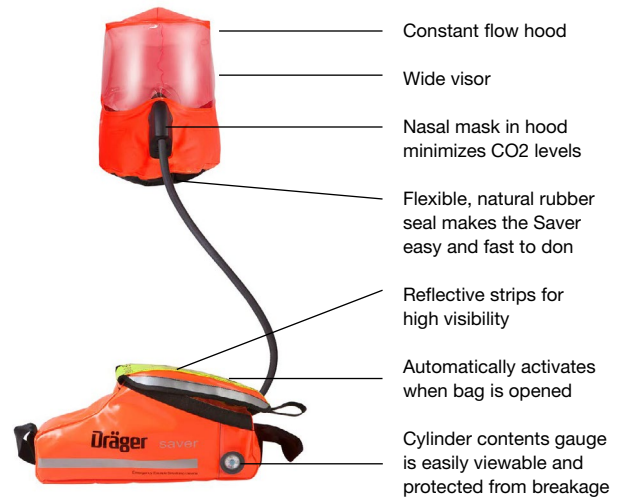 Constant flow hood
Wide visor
Nasal mask in hood
minimizes CO2 levels
Flexible, natural rubber
seal makes the Saver
easy and fast to don
Reflective strips for
high visibility
Automatically activates
when bag is opened
Cylinder contents gauge
is easily viewable and
protected from breakage
Dräger saver